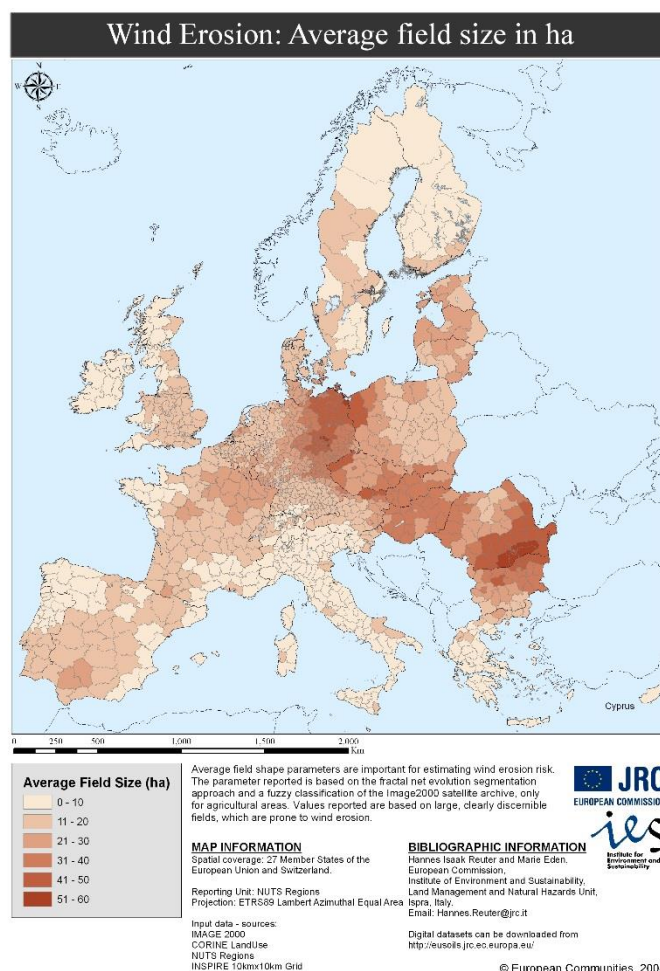 Wind Erosion: Average field size in ha
N
W
E
S
Cyprus
0 250 500 1,000 1,500 2,000
Km
Average Field Size (ha)
0 - 10
11 - 20
21 - 30
31 - 40
41 - 50
51 - 60
Average field shape parameters are important for estimating wind erosion risk.
The parameter reported is based on the fractal net evolution segmentation
approach and a fuzzy classification of the Image2000 satellite archive, only
for agricultural areas. Values reported are based on large, clearly discernible
fields, which are prone to wind erosion.
MAP INFORMATION
Spatial coverage: 27 Member States of the
European Union and Switzerland.
Reporting Unit: NUTS Regions
Projection: ETRS89 Lambert Azimuthal Equal Area
Input data - sources:
IMAGE 2000
CORINE LandUse
NUTS Regions
INSPIRE 10kmx10km Grid
BIBLIOGRAPHIC INFORMATION
Hannes Isaak Reuter and Marie Eden.
European Commission,
Institute of Environment and Sustainability,
Land Management and Natural Hazards Unit,
Ispra, Italy.
Email: Hannes.Reuter@jrc.it
Digital datasets can be downloaded from
http://eusoils.jrc.ec.europa.eu/
JRC
EUROPEAN COMMISSIO
ies
Institute for
Environment and
Sustainability
© European Communities, 200